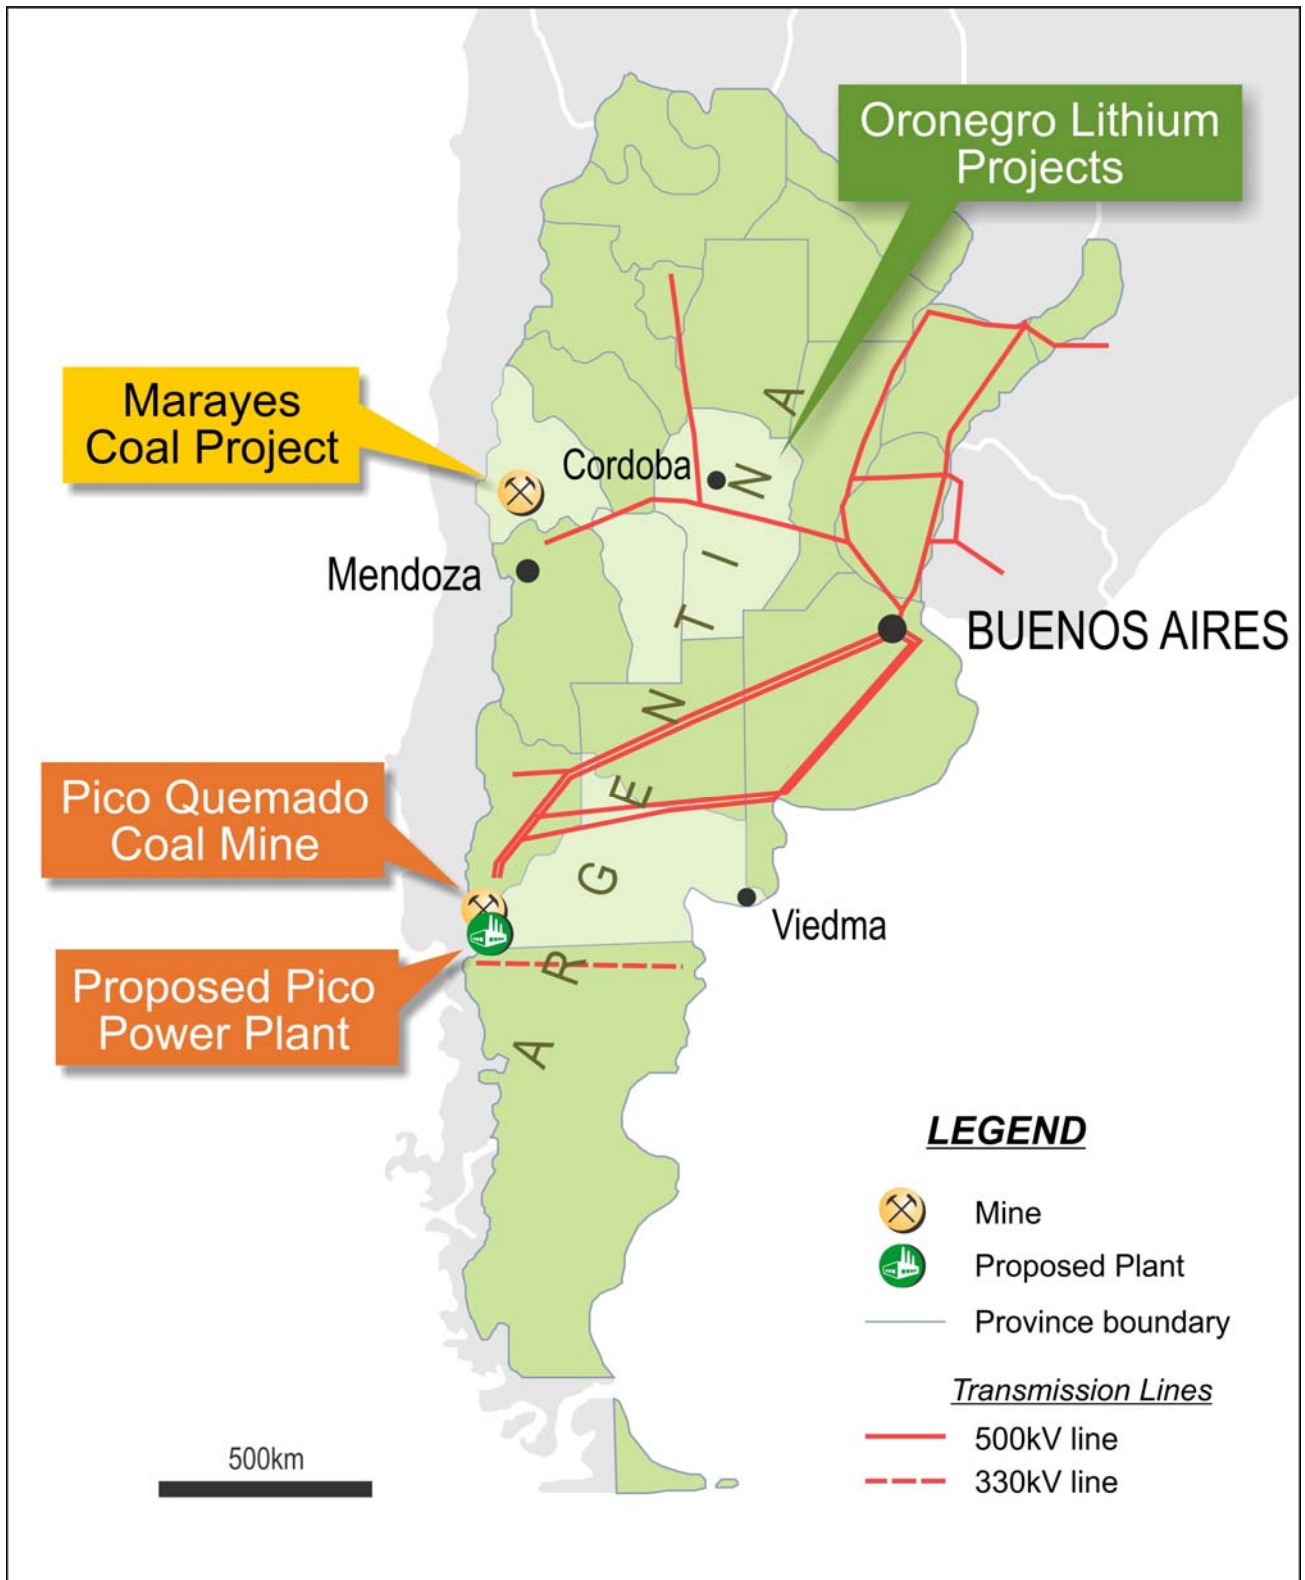 Oronegro Lithium
Projects
Marayes
Coal Project
Cordoba
Mendoza
BUENOS AIRES
Pico Quemado
Coal Mine
Viedma
Proposed Pico
Power Plant
A R G E N T I N A
LEGEND
Mine
Proposed Plant
Province boundary
Transmission Lines
500kV line
330kV line
500km